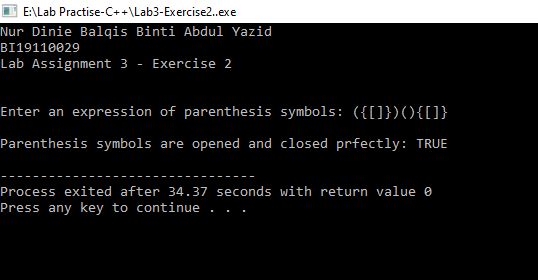 E:\Lab Practise-C++\Lab3-Exercise2..exe
Nur Dinie Balqis Binti Abdul Yazid
BI19110029
Lab Assignment 3 - Exercise 2
Enter an expression of parenthesis symbols: ({[]})(){[]}
Parenthesis symbols are opened and closed prfectly: TRUE
--------------------------------
Process exited after 34.37 seconds with return value 0
Press any key to continue . . .